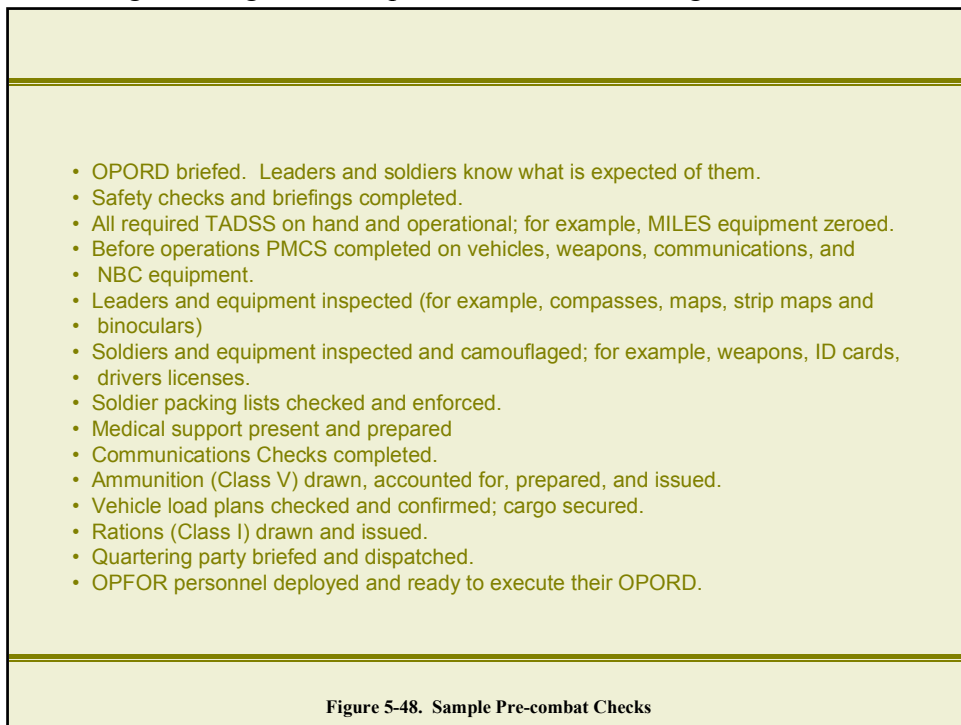 • OPORD briefed.  Leaders and soldiers know what is expected of them.
• Safety checks and briefings completed.
• All required TADSS on hand and operational; for example, MILES equipment zeroed.
• Before operations PMCS completed on vehicles, weapons, communications, and
• NBC equipment.
• Leaders and equipment inspected (for example, compasses, maps, strip maps and
• binoculars)
• Soldiers and equipment inspected and camouflaged; for example, weapons, ID cards,
• drivers licenses.
• Soldier packing lists checked and enforced.
• Medical support present and prepared
• Communications Checks completed.
• Ammunition (Class V) drawn, accounted for, prepared, and issued.
• Vehicle load plans checked and confirmed; cargo secured.
• Rations (Class I) drawn and issued.
• Quartering party briefed and dispatched.
• OPFOR personnel deployed and ready to execute their OPORD.
Figure 5-48.  Sample Pre-combat Checks